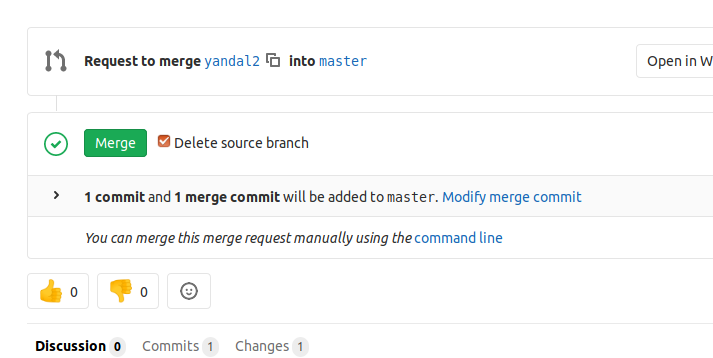 Request to merge yandal2 into master
Open in W
Merge Delete source branch
1 commit and 1 merge commit will be added to master. Modify merge commit
You can merge this merge request manually using the command line
0 0
Discussion 0 Commits 1 Changes 1